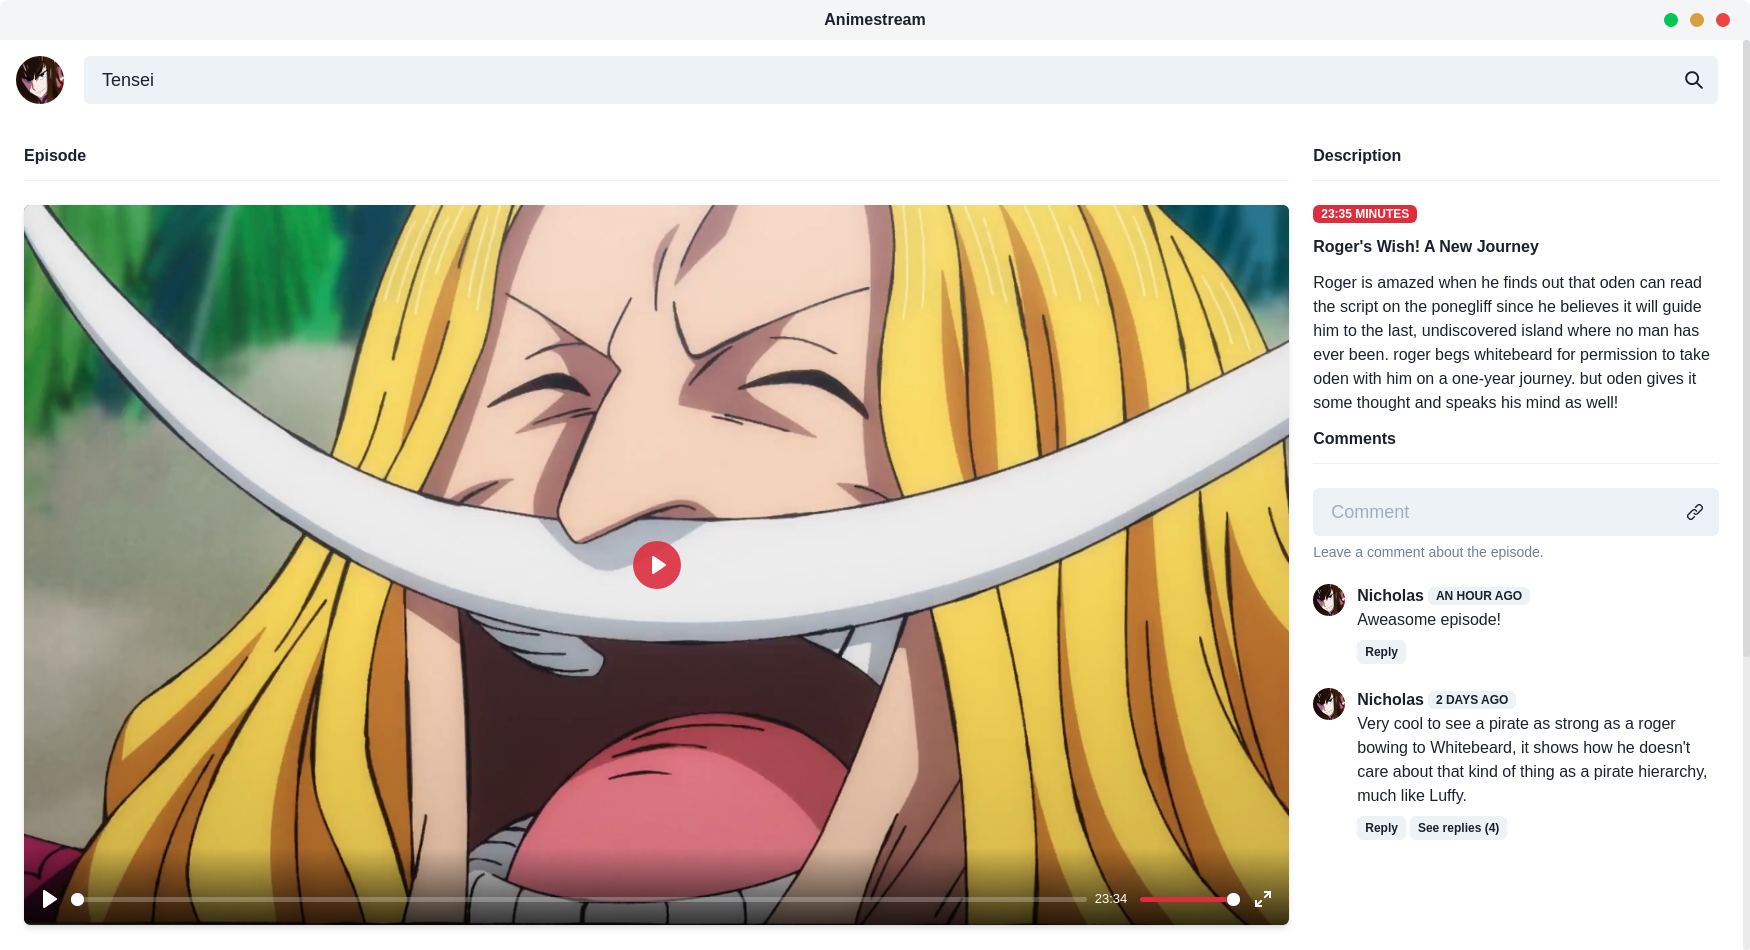 Animestream
Tensei
Episode
Description
23:35 MINUTES
Roger's Wish! A New Journey
Roger is amazed when he finds out that oden can read
the script on the ponegliff since he believes it will guide
him to the last, undiscovered island where no man has
ever been. roger begs whitebeard for permission to take
oden with him on a one-year journey. but oden gives it
some thought and speaks his mind as well!
Comments
Comment
Leave a comment about the episode.
Nicholas AN HOUR AGO
Aweasome episode!
Reply
Nicholas 2 DAYS AGO
Very cool to see a pirate as strong as a roger
bowing to Whitebeard, it shows how he doesn't
care about that kind of thing as a pirate hierarchy,
much like Luffy.
Reply See replies (4)
23:34